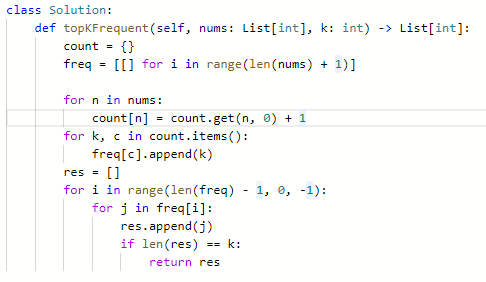 class Solution:
    def topKFrequent(self, nums: List[int], k: int) -> List[int]:
        count = {}
        freq = [[] for i in range(len(nums) + 1)]

        for n in nums:
            count[n] = count.get(n, 0) + 1
        for k, c in count.items():
            freq[c].append(k)
        res = []
        for i in range(len(freq) - 1, 0, -1):
            for j in freq[i]:
                res.append(j)
                if len(res) == k:
                    return res